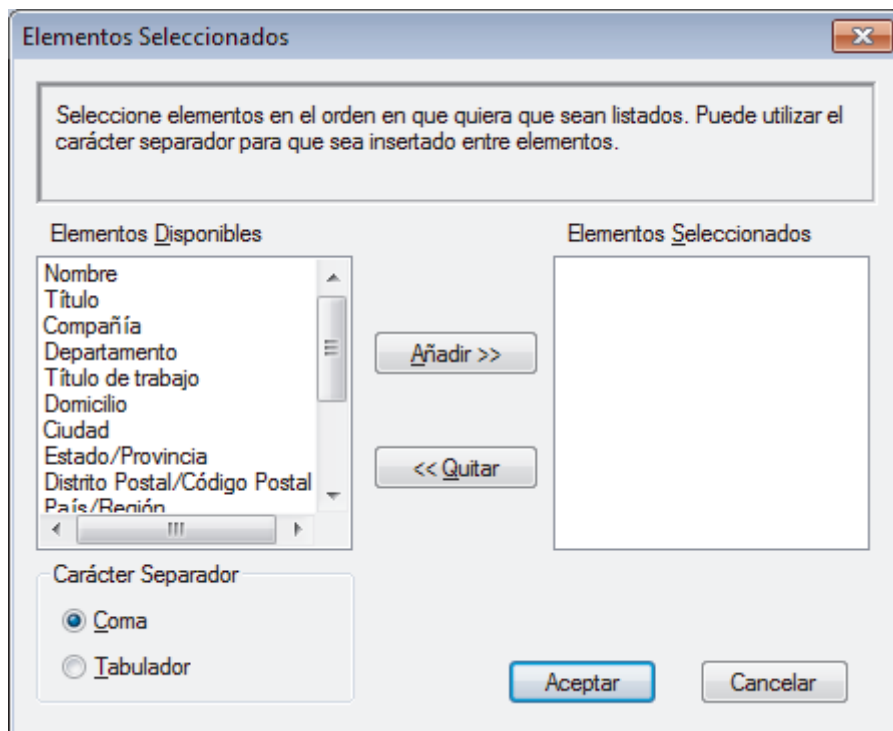 Elementos Seleccionados
Seleccione elementos en el orden en que quiera que sean listados. Puede utilizar el
carácter separador para que sea insertado entre elementos.
Elementos Disponibles
Elementos Seleccionados
Nombre
Título
Compañía
Departamento
Título de trabajo
Domicilio
Ciudad
Estado/Provincia
Distrito Postal/Código Postal
País/Región
Añadir >>
<< Quitar
Carácter Separador
Coma
Tabulador
Aceptar
Cancelar